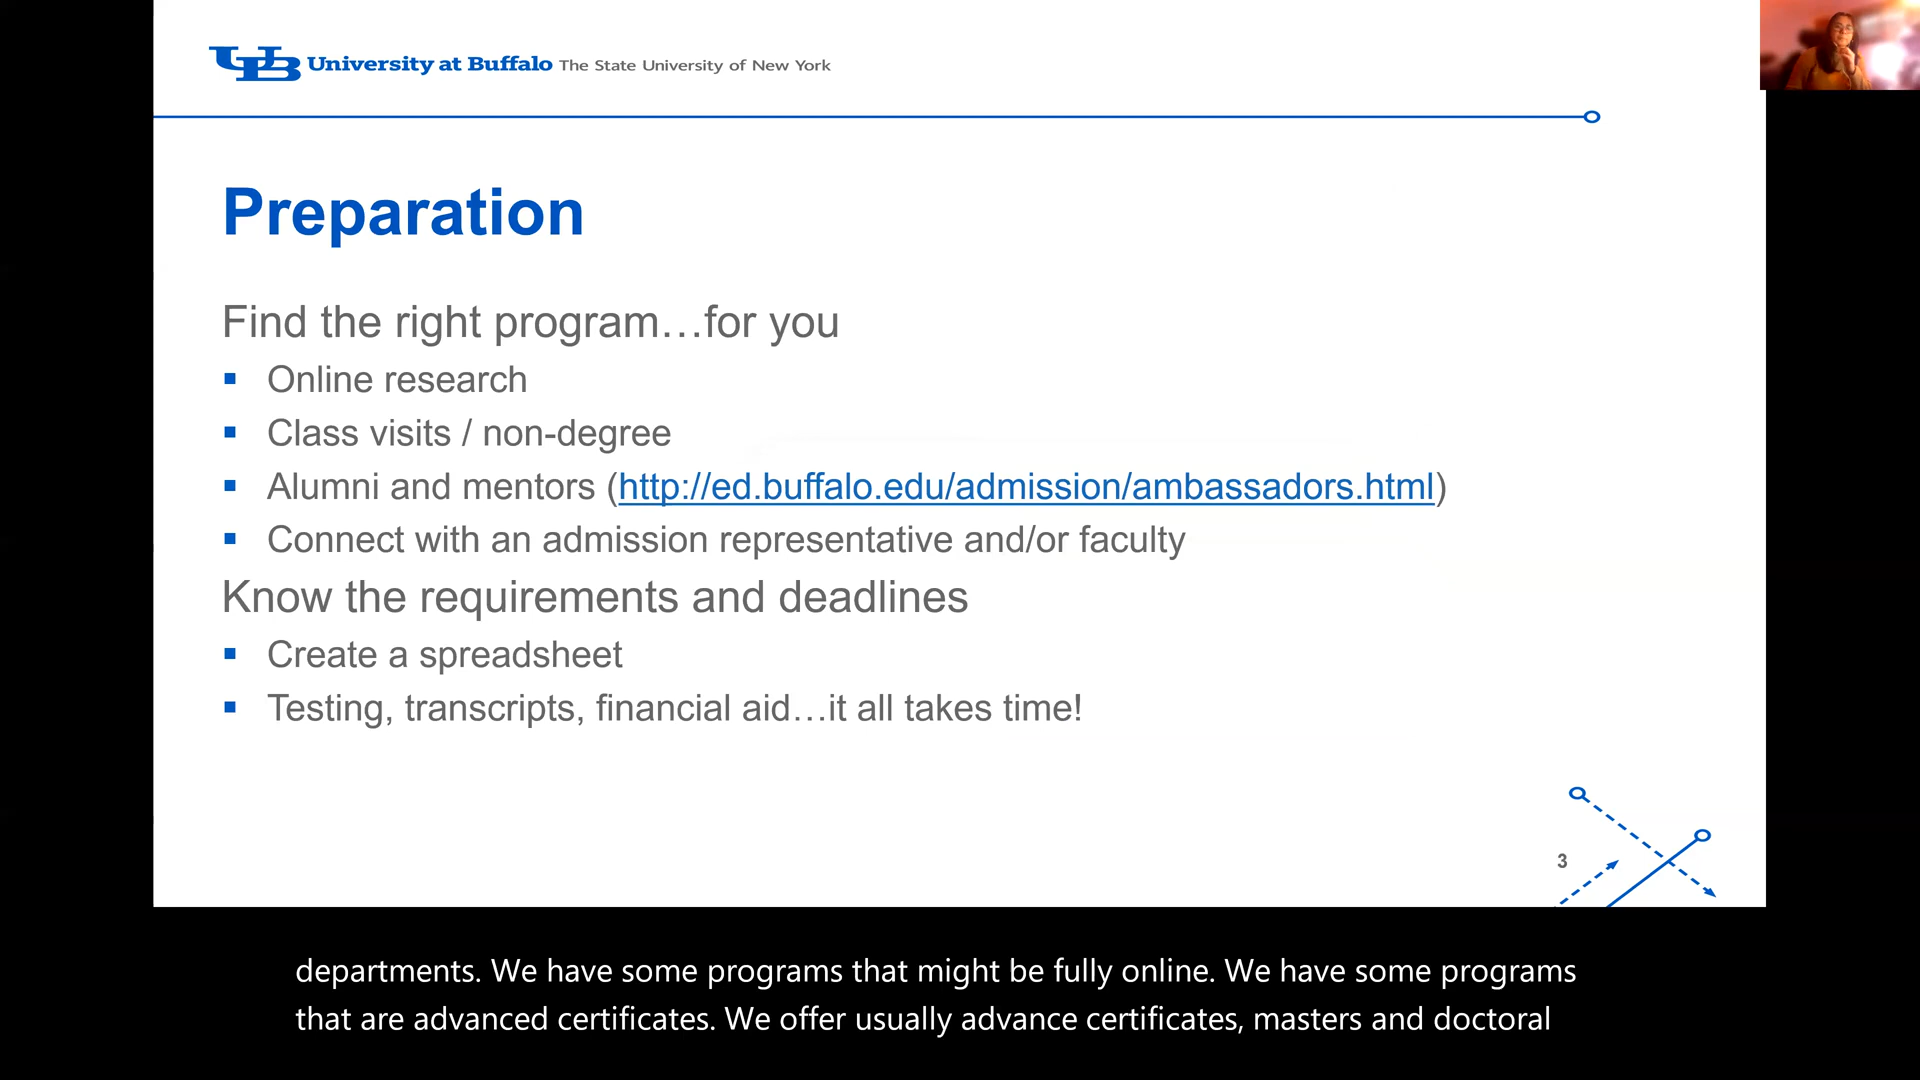 UB University at Buffalo The State University of New York
Preparation
Find the right program…for you
▪ Online research
▪ Class visits / non-degree
▪ Alumni and mentors (http://ed.buffalo.edu/admission/ambassadors.html)
▪ Connect with an admission representative and/or faculty
Know the requirements and deadlines
▪ Create a spreadsheet
▪ Testing, transcripts, financial aid…it all takes time!
3
departments. We have some programs that might be fully online. We have some programs
that are advanced certificates. We offer usually advance certificates, masters and doctoral